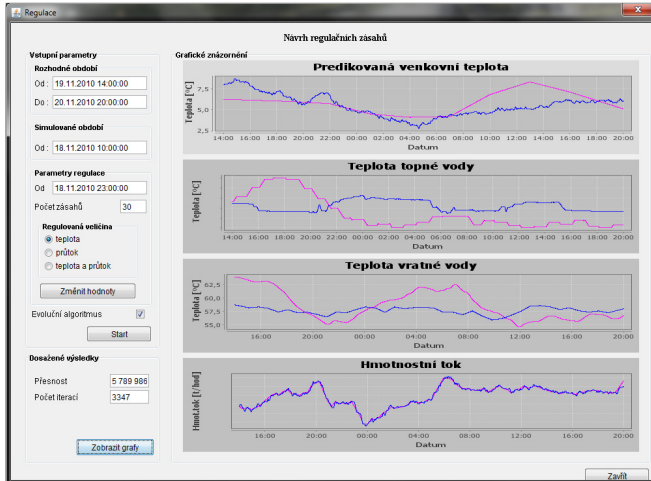 Regulace
Návrh regulačních zásahů
Vstupní parametry
Rozhodné období
Od : 19.11.2010 14:00:00
Do : 20.11.2010 20:00:00
Simulované období
Od : 18.11.2010 10:00:00
Parametry regulace
Od 18.11.2010 23:00:00
Počet zásahů 30
Regulovaná veličina
teplota
průtok
teplota a průtok
Změnit hodnoty
Evoluční algoritmus
Start
Dosažené výsledky
Přesnost 5 789 986
Počet iterací 3347
Zobrazit grafy
Grafické znázornění
Predikovaná venkovní teplota
Teplota [°C]
7,5
5,0
2,5
14:00 16:00 18:00 20:00 22:00 00:00 02:00 04:00 06:00 08:00 10:00 12:00 14:00 16:00 18:00 20:00
Datum
Teplota topné vody
Teplota [°C]
14:00 16:00 18:00 20:00 22:00 00:00 02:00 04:00 06:00 08:00 10:00 12:00 14:00 16:00 18:00 20:00
Datum
Teplota vratné vody
Teplota [°C]
62,5
60,0
57,5
55,0
16:00 20:00 00:00 04:00 08:00 12:00 16:00 20:00
Datum
Hmotnostní tok
Hmot.tok [t/hod]
16:00 20:00 00:00 04:00 08:00 12:00 16:00 20:00
Datum
Zavřít